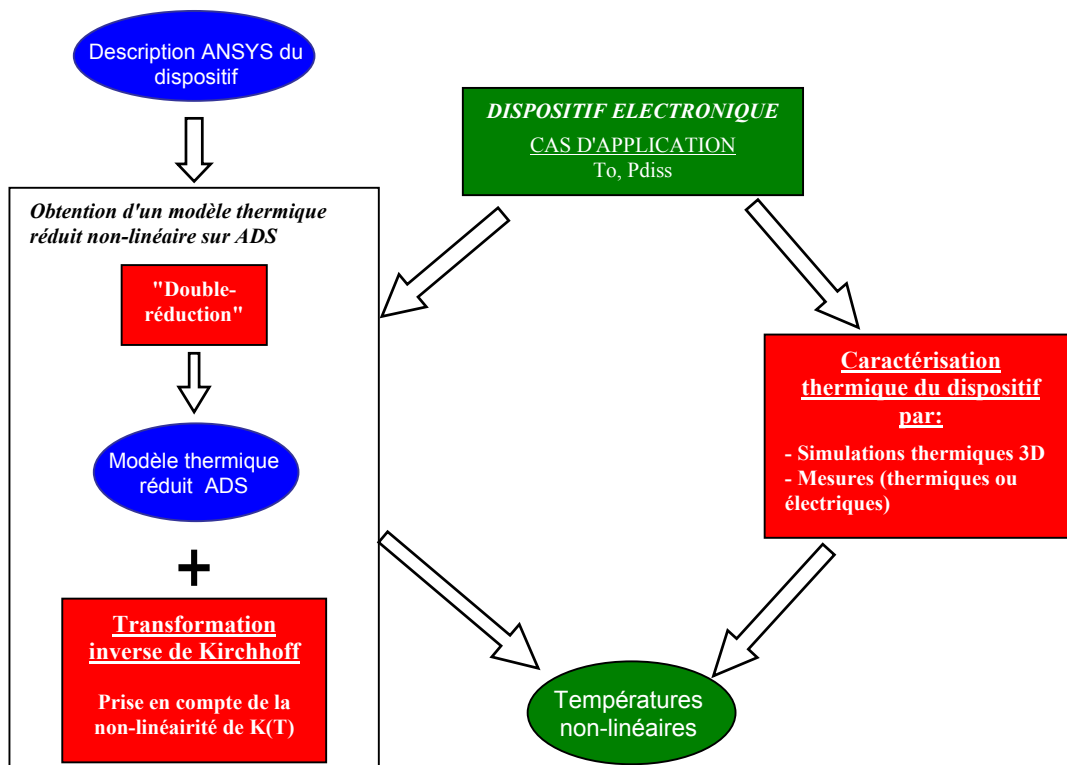 Description ANSYS du
dispositif
DISPOSITIF ELECTRONIQUE
CAS D'APPLICATION
To, Pdiss
Obtention d'un modèle thermique
réduit non-linéaire sur ADS
"Double-
réduction"
Modèle thermique
réduit ADS
+
Transformation
inverse de Kirchhoff
Prise en compte de la
non-linéairité de K(T)
Caractérisation
thermique du dispositif
par:
- Simulations thermiques 3D
- Mesures (thermiques ou
électriques)
Températures
non-linéaires